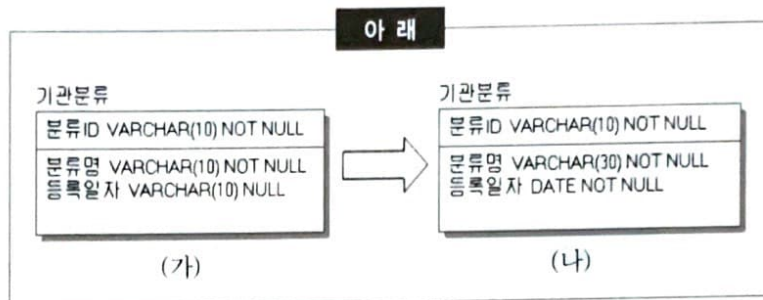 아 래
기관분류
분류ID VARCHAR(10) NOT NULL
분류명 VARCHAR(10) NOT NULL
등록일자 VARCHAR(10) NULL
(가)
기관분류
분류ID VARCHAR(10) NOT NULL
분류명 VARCHAR(30) NOT NULL
등록일자 DATE NOT NULL
(나)